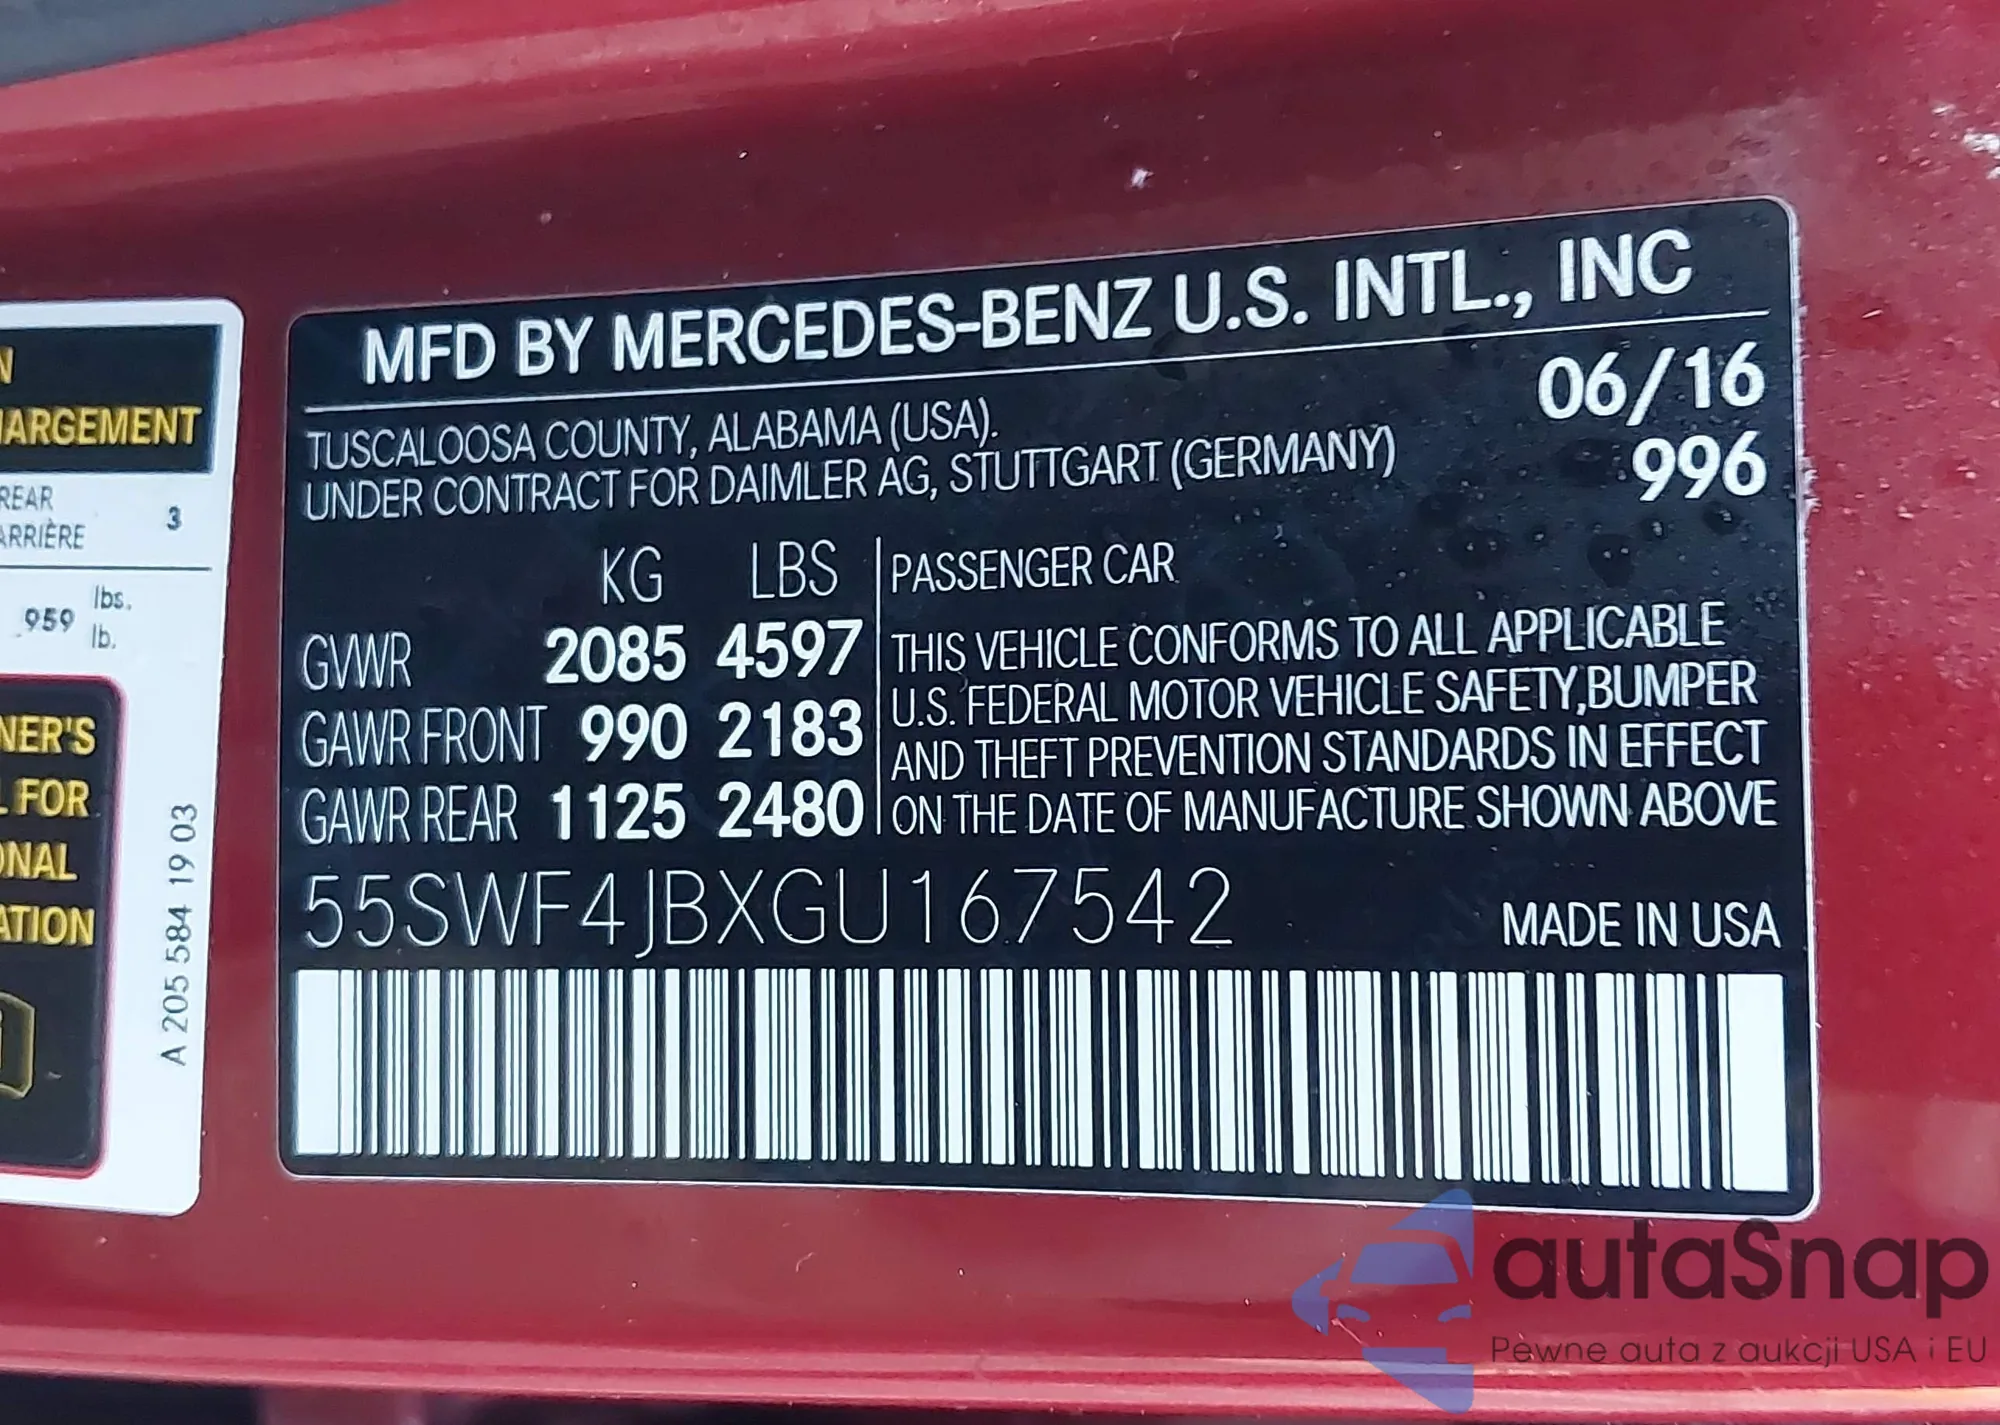 N
HARGEMENT
REAR
ARRIÈRE
3
959
lbs.
lb.
NER'S
L FOR
ONAL
ATION
A 205 584 19 03
MFD BY MERCEDES-BENZ U.S. INTL., INC
TUSCALOOSA COUNTY, ALABAMA (USA).
UNDER CONTRACT FOR DAIMLER AG, STUTTGART (GERMANY)
06/16
996
KG LBS
GVWR 2085 4597
GAWR FRONT 990 2183
GAWR REAR 1125 2480
PASSENGER CAR
THIS VEHICLE CONFORMS TO ALL APPLICABLE
U.S. FEDERAL MOTOR VEHICLE SAFETY,BUMPER
AND THEFT PREVENTION STANDARDS IN EFFECT
ON THE DATE OF MANUFACTURE SHOWN ABOVE
55SWF4JBXGU167542
MADE IN USA
autaSnap
Pewne auta z aukcji USA i EU